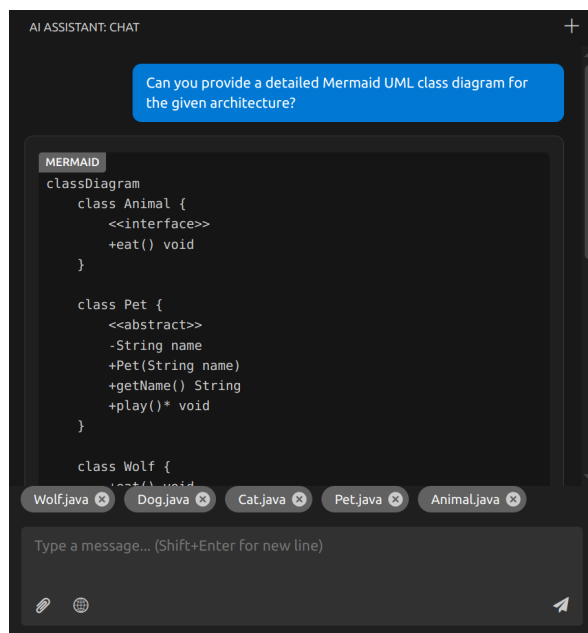 AI ASSISTANT: CHAT
Can you provide a detailed Mermaid UML class diagram for
the given architecture?
MERMAID
classDiagram
    class Animal {
        <<interface>>
        +eat() void
    }
    class Pet {
        <<abstract>>
        -String name
        +Pet(String name)
        +getName() String
        +play()* void
    }
    class Wolf {
        +eat() void
Wolf.java Dog.java Cat.java Pet.java Animal.java
Type a message... (Shift+Enter for new line)